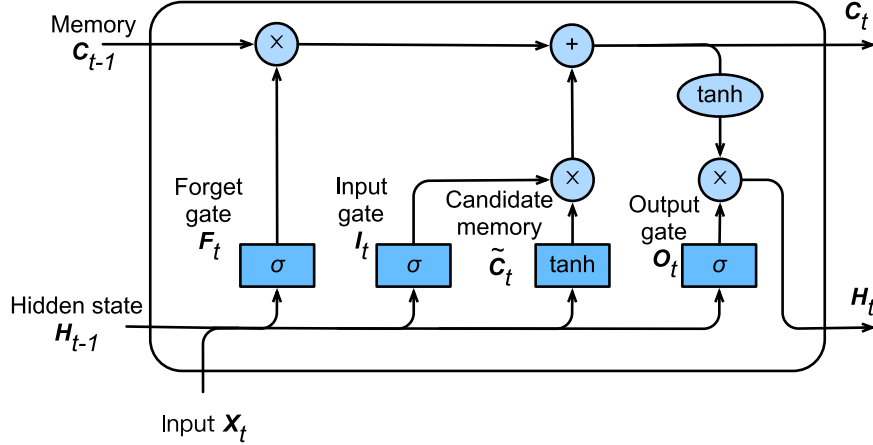 Memory
C_{t-1}
C_t
×
+
tanh
Forget
gate
F_t
Input
gate
I_t
Candidate
memory
C̃_t
Output
gate
O_t
×
×
σ
σ
tanh
σ
Hidden state
H_{t-1}
H_t
Input X_t